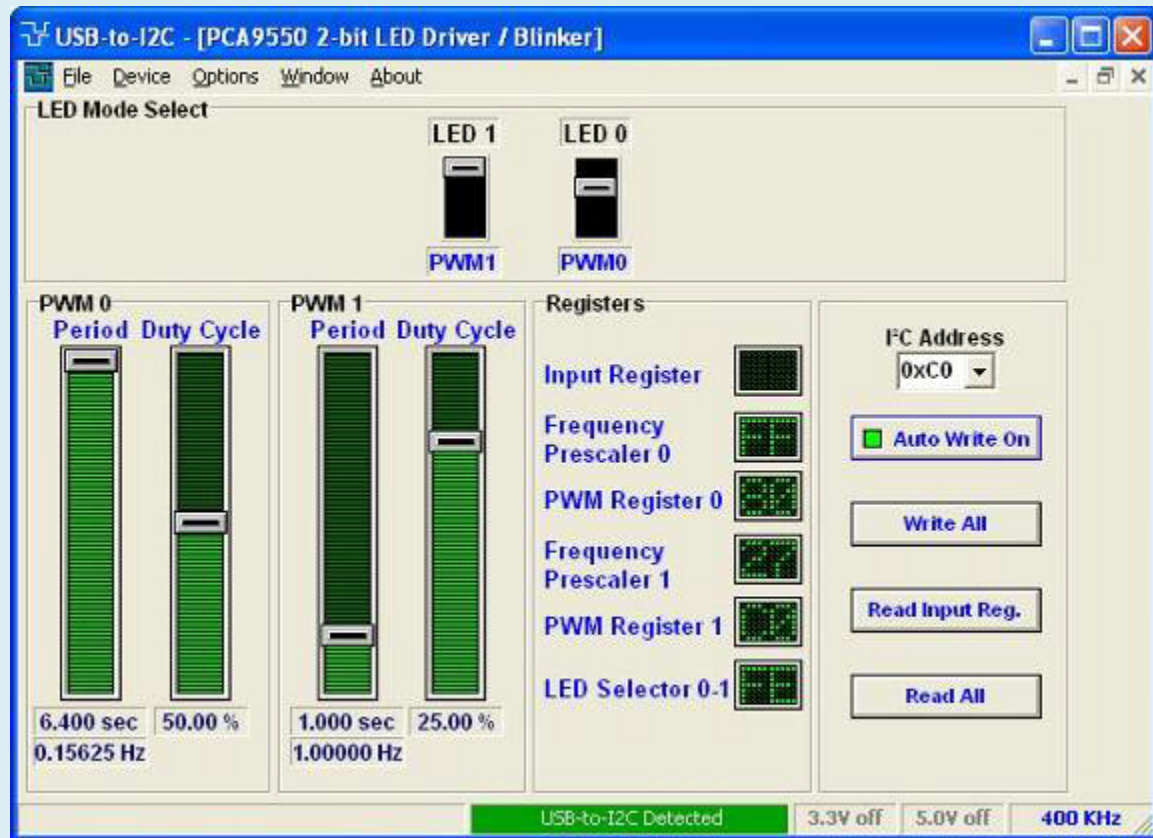 USB-to-I2C - [PCA9550 2-bit LED Driver / Blinker]
File Device Options Window About
LED Mode Select
LED 1 LED 0
PWM1 PWM0
PWM 0
Period Duty Cycle
6.400 sec 50.00 %
0.15625 Hz
PWM 1
Period Duty Cycle
1.000 sec 25.00 %
1.00000 Hz
Registers
Input Register
Frequency
Prescaler 0
PWM Register 0
Frequency
Prescaler 1
PWM Register 1
LED Selector 0-1
I²C Address
0xC0
Auto Write On
Write All
Read Input Reg.
Read All
USB-to-I2C Detected 3.3V off 5.0V off 400 KHz